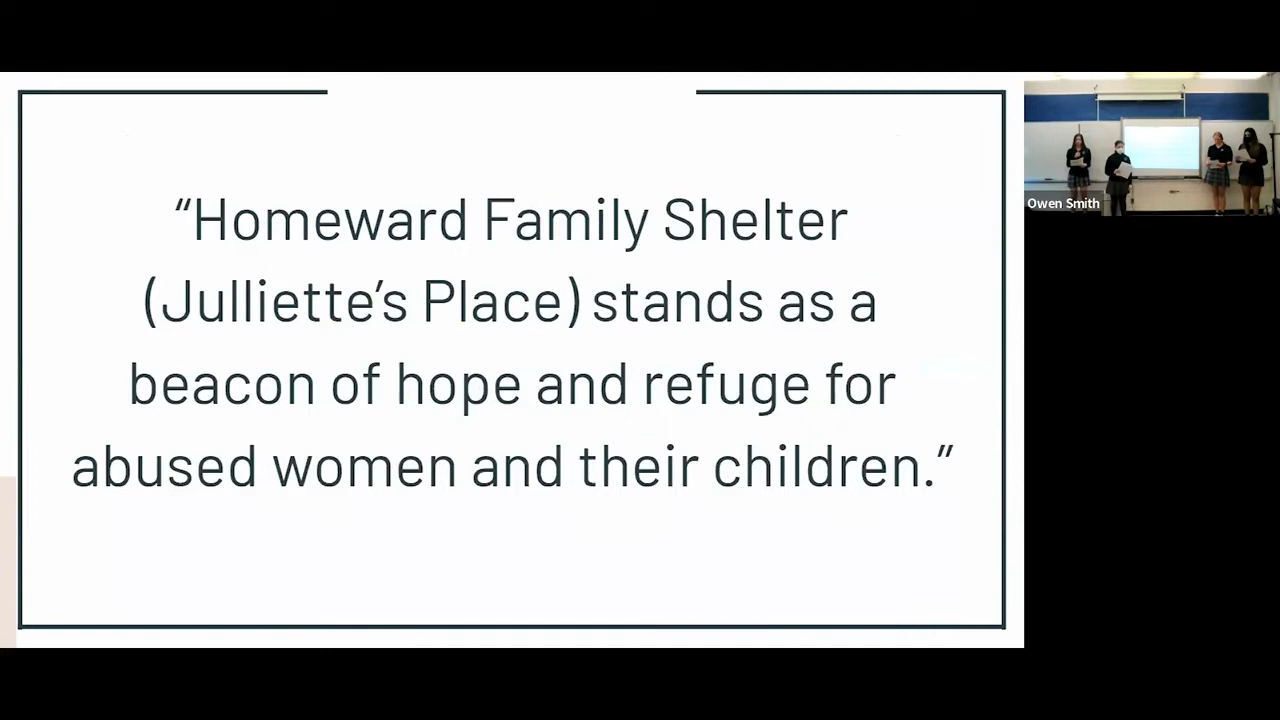 “Homeward Family Shelter
(Julliette’s Place) stands as a
beacon of hope and refuge for
abused women and their children.”
Owen Smith